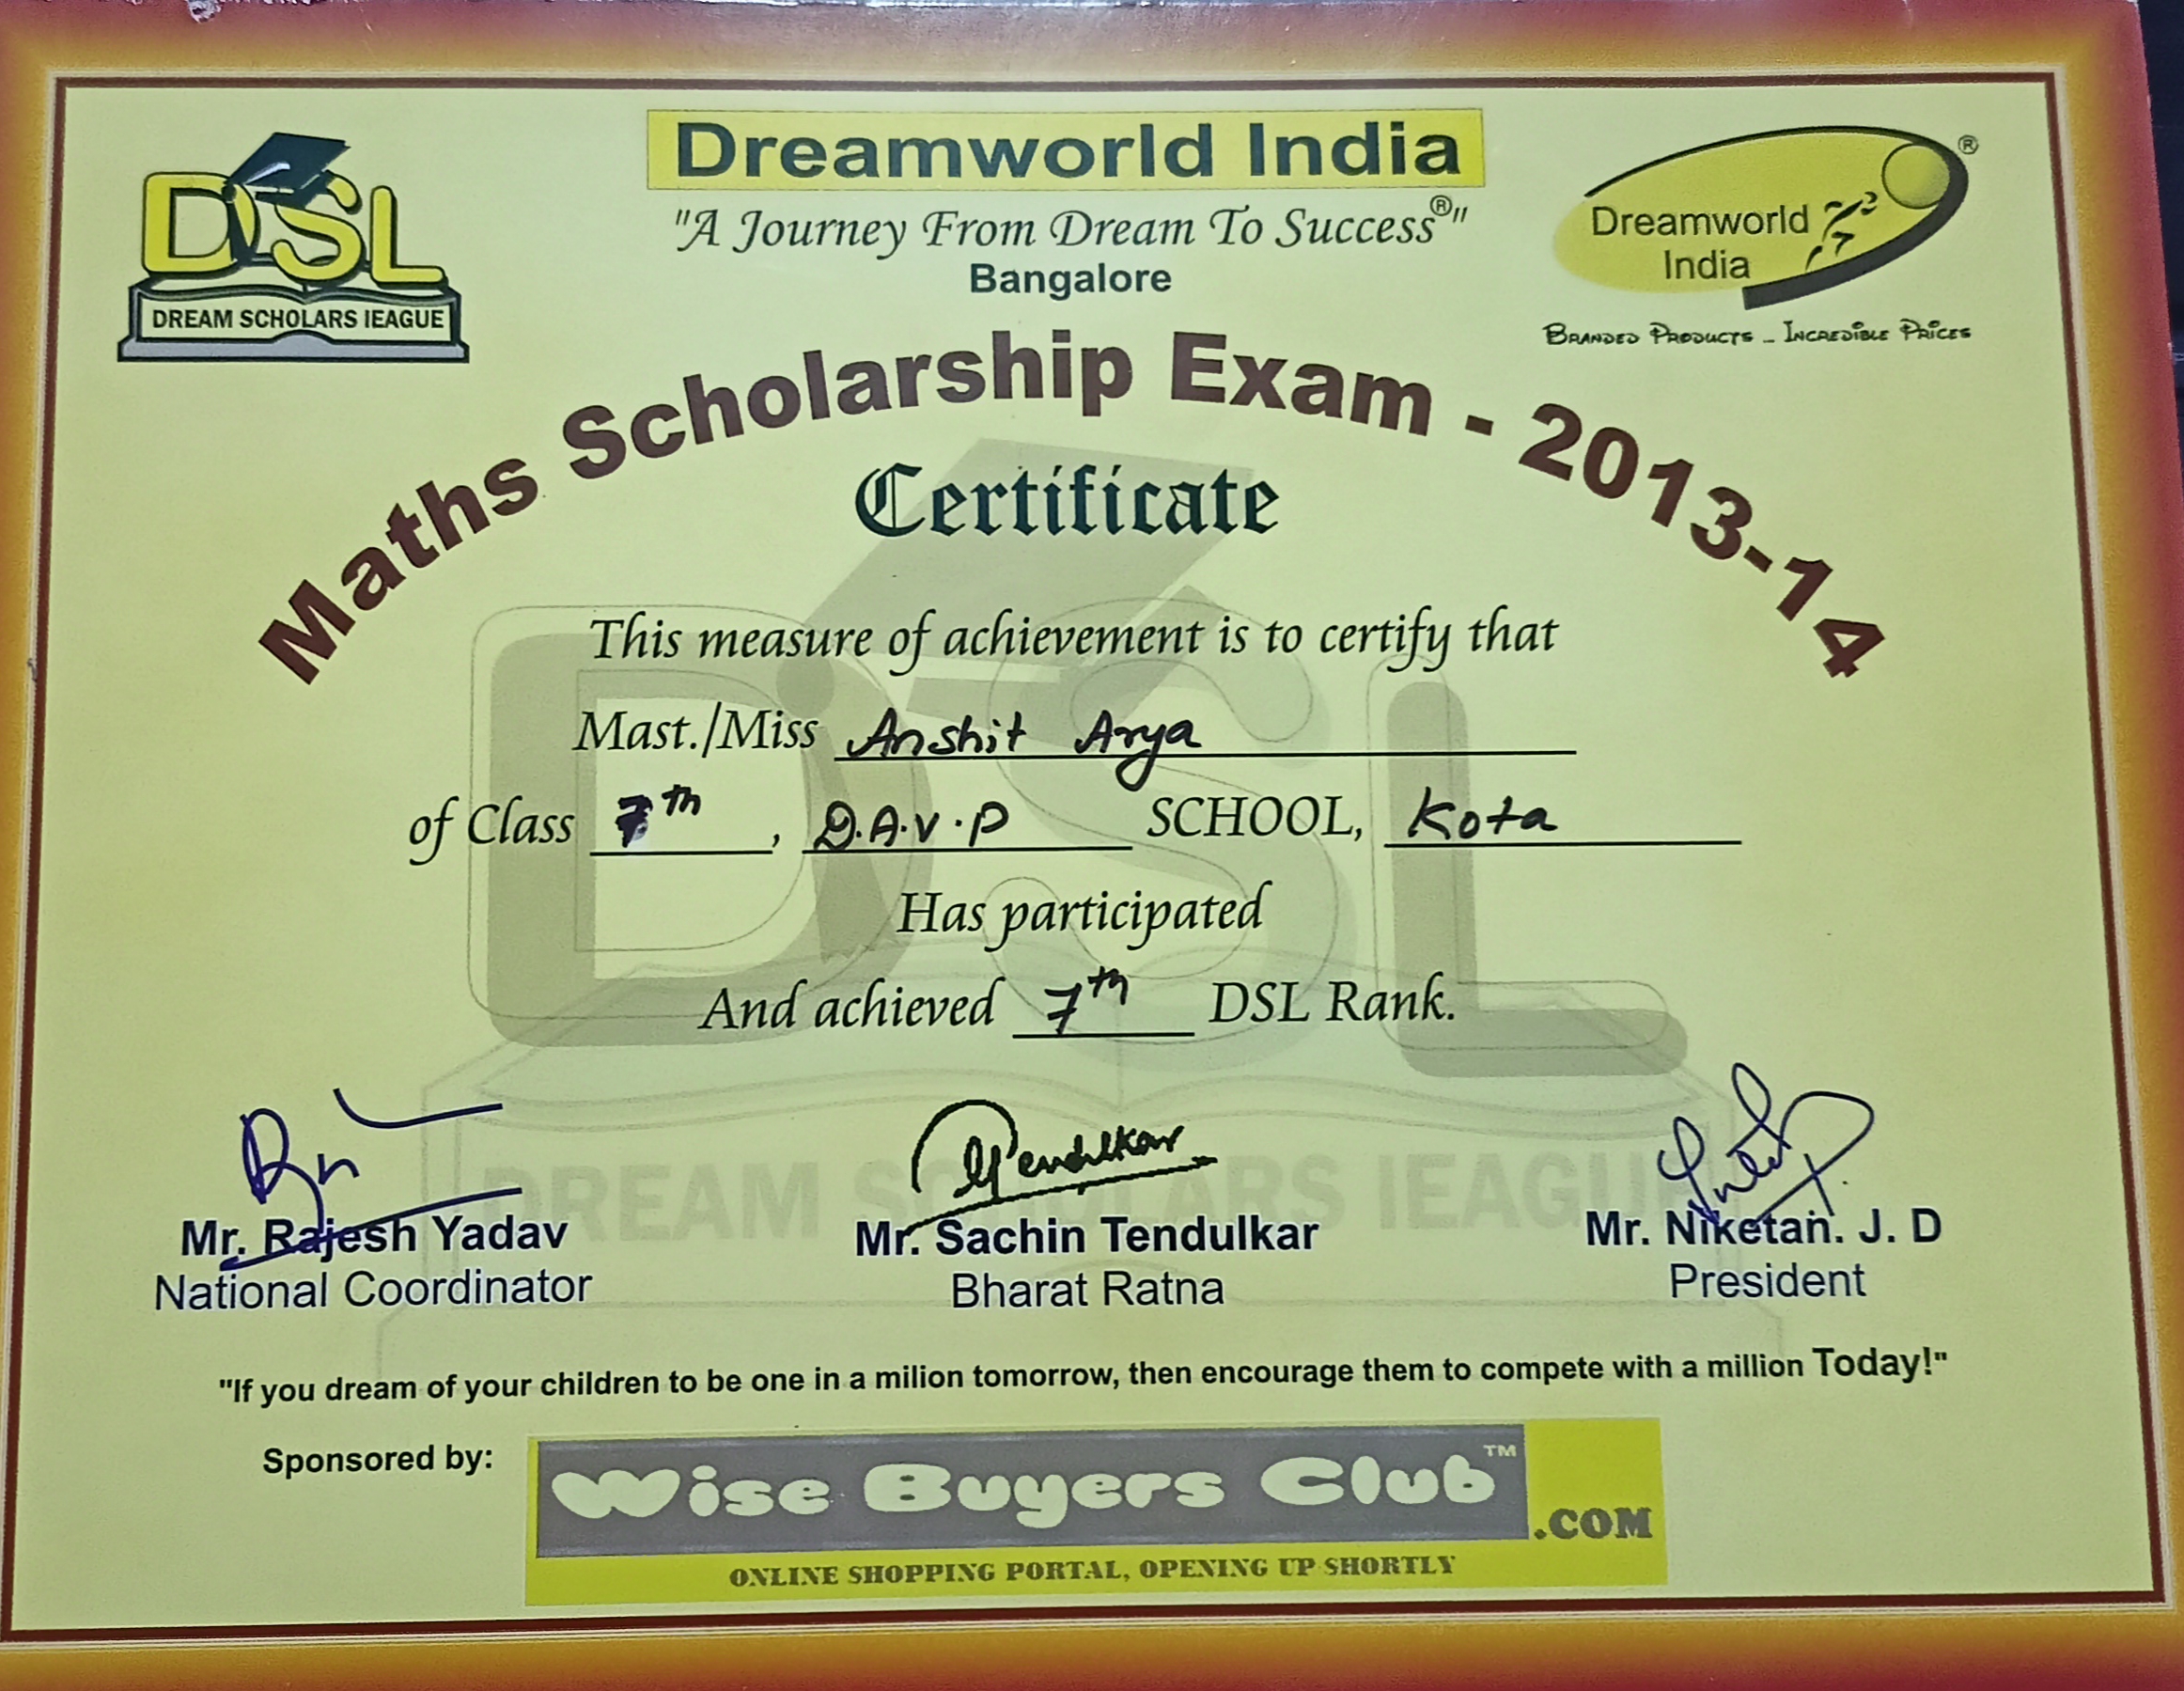 DSL
DREAM SCHOLARS IEAGUE
Dreamworld India
"A Journey From Dream To Success®"
Bangalore
Dreamworld India ®
Branded Products ... Incredible Prices
Maths Scholarship Exam - 2013-14
Certificate
This measure of achievement is to certify that
Mast./Miss Anshit Arya
of Class 7th, D.A.V.P SCHOOL, Kota
Has participated
And achieved 7th DSL Rank.
DREAM SCHOLARS IEAGUE
Tendulkar
Mr. Rajesh Yadav Mr. Sachin Tendulkar Mr. Niketan. J. D
National Coordinator Bharat Ratna President
"If you dream of your children to be one in a milion tomorrow, then encourage them to compete with a million Today!"
Sponsored by: Wise Buyers Club™.COM
ONLINE SHOPPING PORTAL, OPENING UP SHORTLY